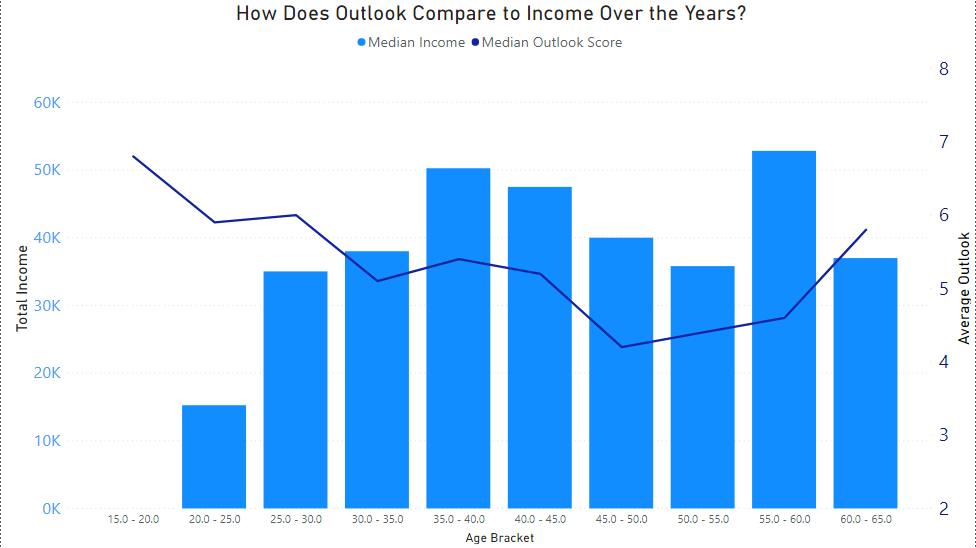 How Does Outlook Compare to Income Over the Years?
Median Income Median Outlook Score
8
60K
7
50K
6
40K
Total Income
Average Outlook
5
30K
4
20K
3
10K
0K
2
15.0 - 20.0 20.0 - 25.0 25.0 - 30.0 30.0 - 35.0 35.0 - 40.0 40.0 - 45.0 45.0 - 50.0 50.0 - 55.0 55.0 - 60.0 60.0 - 65.0
Age Bracket